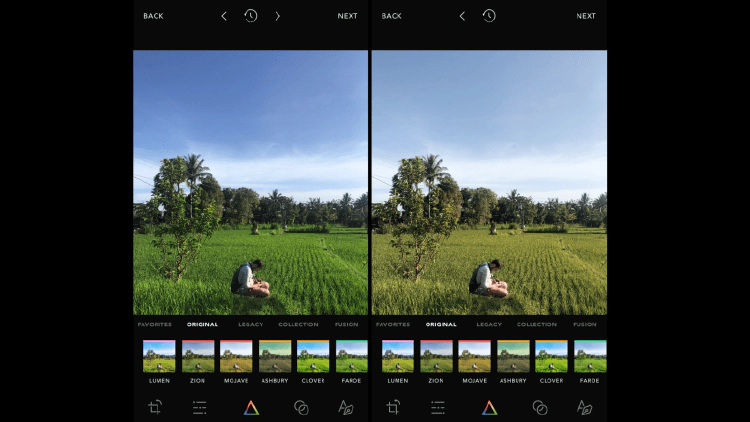 BACK NEXT
FAVORITES ORIGINAL LEGACY COLLECTION FUSION
LUMEN ZION MOJAVE ASHBURY CLOVER FARDE
BACK NEXT
FAVORITES ORIGINAL LEGACY COLLECTION FUSION
LUMEN ZION MOJAVE ASHBURY CLOVER FARDE